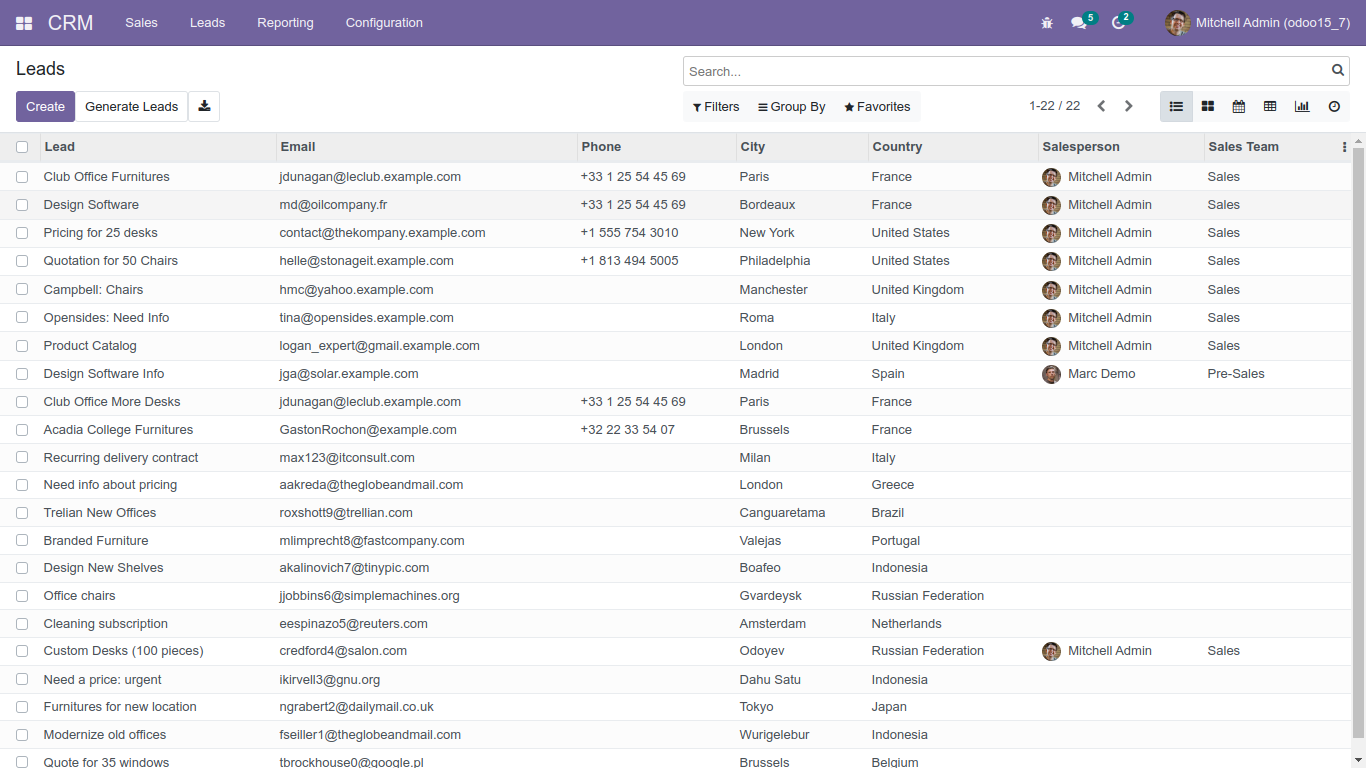 CRM Sales Leads Reporting Configuration 5 2 Mitchell Admin (odoo15_7)
Leads
Search...
Create Generate Leads Filters Group By Favorites 1-22 / 22
Lead Email Phone City Country Salesperson Sales Team
Club Office Furnitures jdunagan@leclub.example.com +33 1 25 54 45 69 Paris France Mitchell Admin Sales
Design Software md@oilcompany.fr +33 1 25 54 45 69 Bordeaux France Mitchell Admin Sales
Pricing for 25 desks contact@thekompany.example.com +1 555 754 3010 New York United States Mitchell Admin Sales
Quotation for 50 Chairs helle@stonageit.example.com +1 813 494 5005 Philadelphia United States Mitchell Admin Sales
Campbell: Chairs hmc@yahoo.example.com Manchester United Kingdom Mitchell Admin Sales
Opensides: Need Info tina@opensides.example.com Roma Italy Mitchell Admin Sales
Product Catalog logan_expert@gmail.example.com London United Kingdom Mitchell Admin Sales
Design Software Info jga@solar.example.com Madrid Spain Marc Demo Pre-Sales
Club Office More Desks jdunagan@leclub.example.com +33 1 25 54 45 69 Paris France
Acadia College Furnitures GastonRochon@example.com +32 22 33 54 07 Brussels France
Recurring delivery contract max123@itconsult.com Milan Italy
Need info about pricing aakreda@theglobeandmail.com London Greece
Trelian New Offices roxshott9@trellian.com Canguaretama Brazil
Branded Furniture mlimprecht8@fastcompany.com Valejas Portugal
Design New Shelves akalinovich7@tinypic.com Boafeo Indonesia
Office chairs jjobbins6@simplemachines.org Gvardeysk Russian Federation
Cleaning subscription eespinazo5@reuters.com Amsterdam Netherlands
Custom Desks (100 pieces) credford4@salon.com Odoyev Russian Federation Mitchell Admin Sales
Need a price: urgent ikirvell3@gnu.org Dahu Satu Indonesia
Furnitures for new location ngrabert2@dailymail.co.uk Tokyo Japan
Modernize old offices fseiller1@theglobeandmail.com Wurigelebur Indonesia
Quote for 35 windows tbrockhouse0@google.pl Brussels Belgium